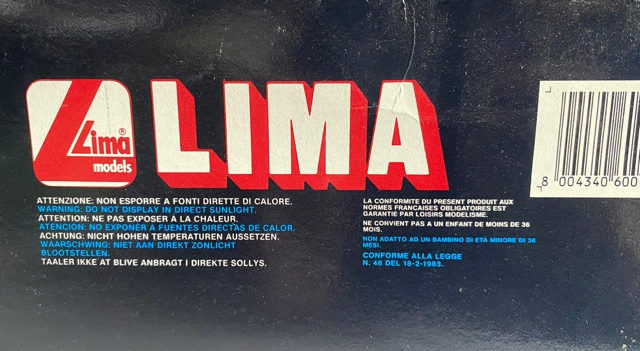 Lima®
models
LIMA
ATTENZIONE: NON ESPORRE A FONTI DIRETTE DI CALORE.
WARNING: DO NOT DISPLAY IN DIRECT SUNLIGHT.
ATTENTION: NE PAS EXPOSER À LA CHALEUR.
ATENCION: NO EXPONER A FUENTES DIRECTAS DE CALOR.
ACHTUNG: NICHT HOHEN TEMPERATUREN AUSSETZEN.
WAARSCHWING: NIET AAN DIREKT ZONLICHT
BLOOTSTELLEN.
TAALER IKKE AT BLIVE ANBRAGT I DIREKTE SOLLYS.
LA CONFORMITE DU PRESENT PRODUIT AUX
NORMES FRANCAISES OBLIGATOIRES EST
GARANTIE PAR LOISIRS MODELISME.
NE CONVIENT PAS A UN ENFANT DE MOINS DE 36
MOIS.
NON ADATTO AD UN BAMBINO DI ETÀ MINORE DI 36
MESI.
CONFORME ALLA LEGGE
N. 46 DEL 18-2-1983.
8 004340 600